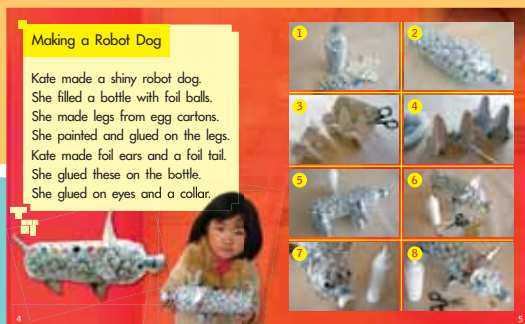 Making a Robot Dog
Kate made a shiny robot dog.
She filled a bottle with foil balls.
She made legs from egg cartons.
She painted and glued on the legs.
Kate made foil ears and a foil tail.
She glued these on the bottle.
She glued on eyes and a collar.
1
2
3
4
5
6
7
8
4
5